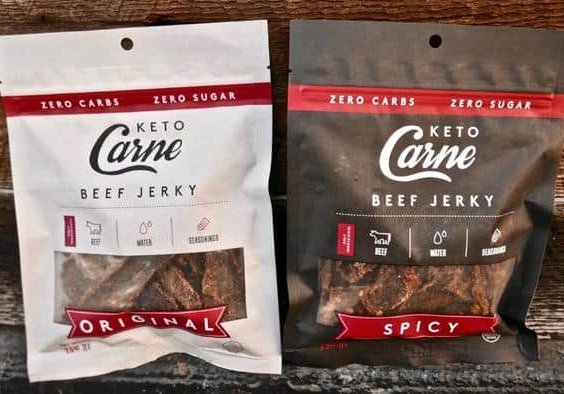 ZERO CARBS ZERO SUGAR
KETO
Carne
BEEF JERKY
BEEF
WATER
SEASONINGS
ORIGINAL
ZERO CARBS ZERO SUGAR
KETO
Carne
BEEF JERKY
BEEF
WATER
SEASONINGS
SPICY